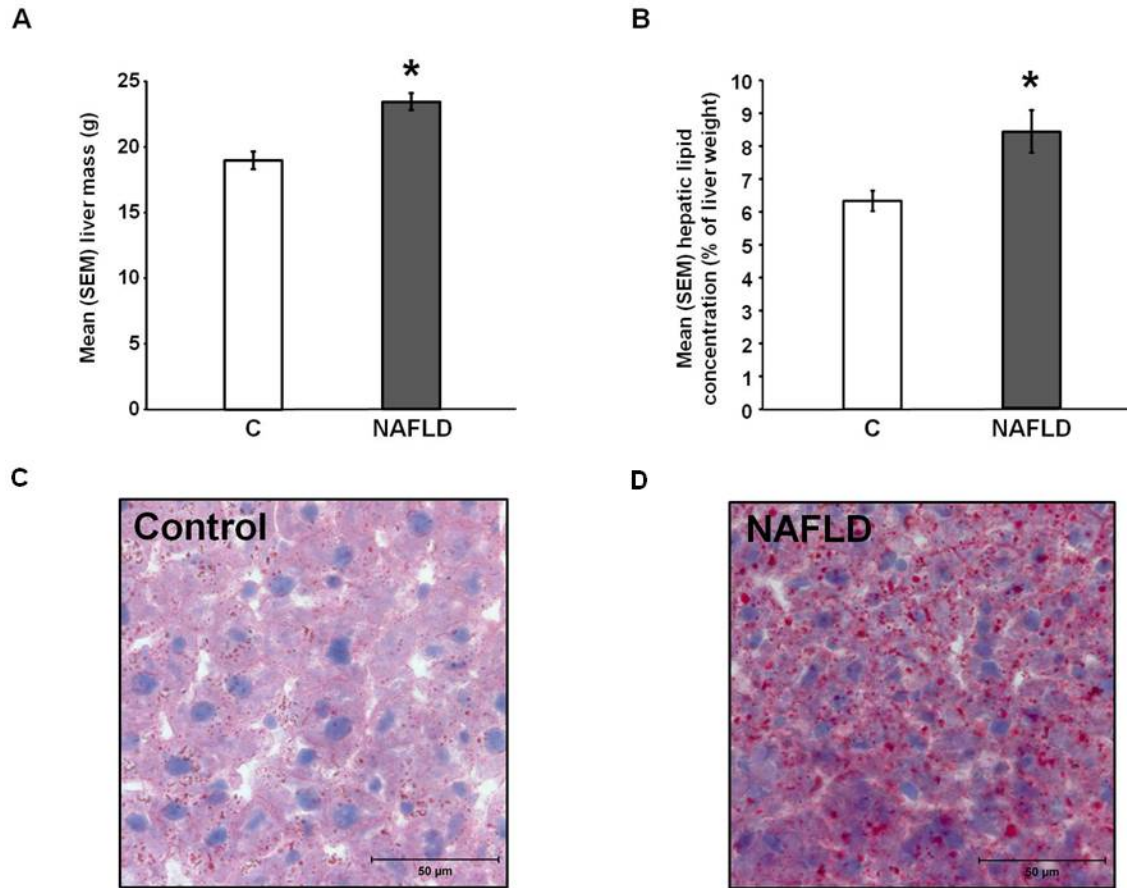 A
Mean (SEM) liver mass (g)
25
20
15
10
5
0
*
C
NAFLD
B
Mean (SEM) hepatic lipid
concentration (% of liver weight)
10
9
8
7
6
5
4
3
2
1
0
*
C
NAFLD
C
Control
50 µm
D
NAFLD
50 µm